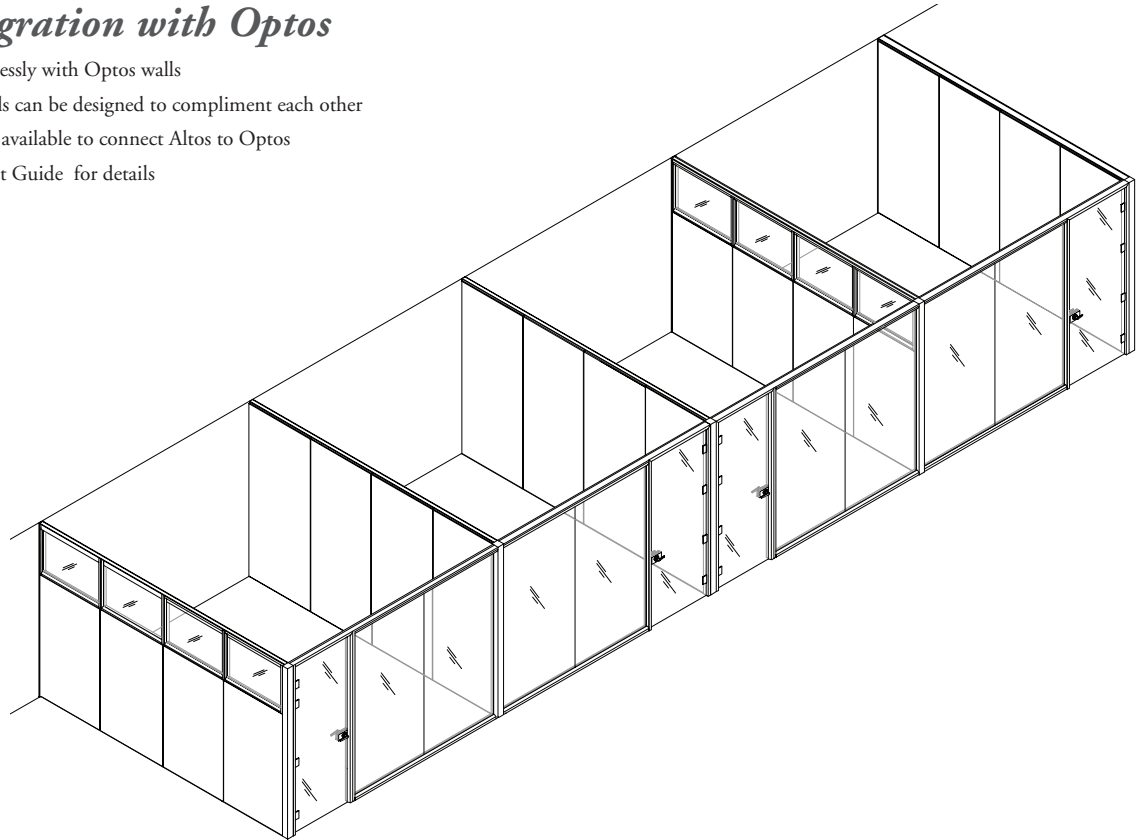 gration with Optos
essly with Optos walls
ls can be designed to compliment each other
available to connect Altos to Optos
t Guide for details